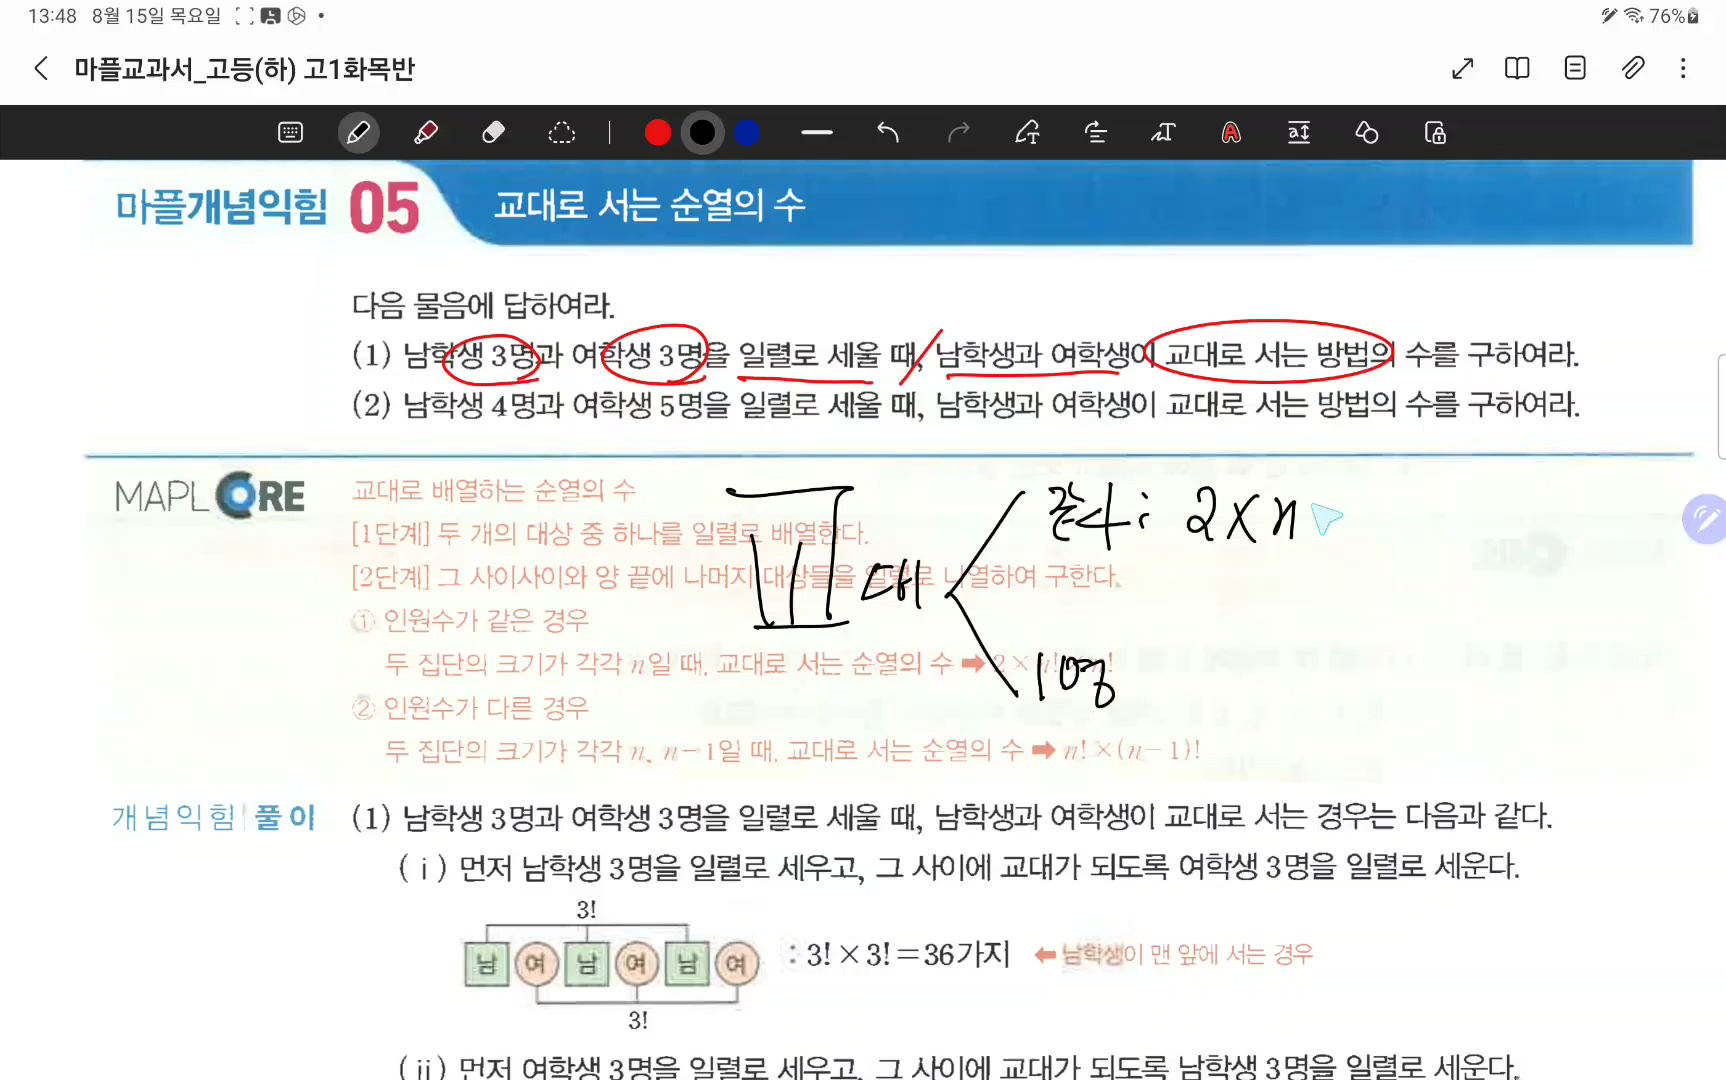 13:48 8월 15일 목요일
76%
마플교과서_고등(하) 고1화목반
마플개념익힘 05 교대로 서는 순열의 수
다음 물음에 답하여라.
(1) 남학생 3명과 여학생 3명을 일렬로 세울 때, 남학생과 여학생이 교대로 서는 방법의 수를 구하여라.
(2) 남학생 4명과 여학생 5명을 일렬로 세울 때, 남학생과 여학생이 교대로 서는 방법의 수를 구하여라.
MAPL CORE 교대로 배열하는 순열의 수
[1단계] 두 개의 대상 중 하나를 일렬로 배열한다.
[2단계] 그 사이사이와 양 끝에 나머지 대상들을 일렬로 나열하여 구한다.
① 인원수가 같은 경우
두 집단의 크기가 각각 n일 때, 교대로 서는 순열의 수 ➡ 2×n!
② 인원수가 다른 경우
두 집단의 크기가 각각 n, n-1일 때, 교대로 서는 순열의 수 ➡ n!×(n-1)!
대
: 2×n
개념익힘 풀이 (1) 남학생 3명과 여학생 3명을 일렬로 세울 때, 남학생과 여학생이 교대로 서는 경우는 다음과 같다.
(i) 먼저 남학생 3명을 일렬로 세우고, 그 사이에 교대가 되도록 여학생 3명을 일렬로 세운다.
3!
남 여 남 여 남 여 : 3!×3!=36가지 ⬅ 남학생이 맨 앞에 서는 경우
3!
(ii) 먼저 여학생 3명을 일렬로 세우고, 그 사이에 교대가 되도록 남학생 3명을 일렬로 세운다.